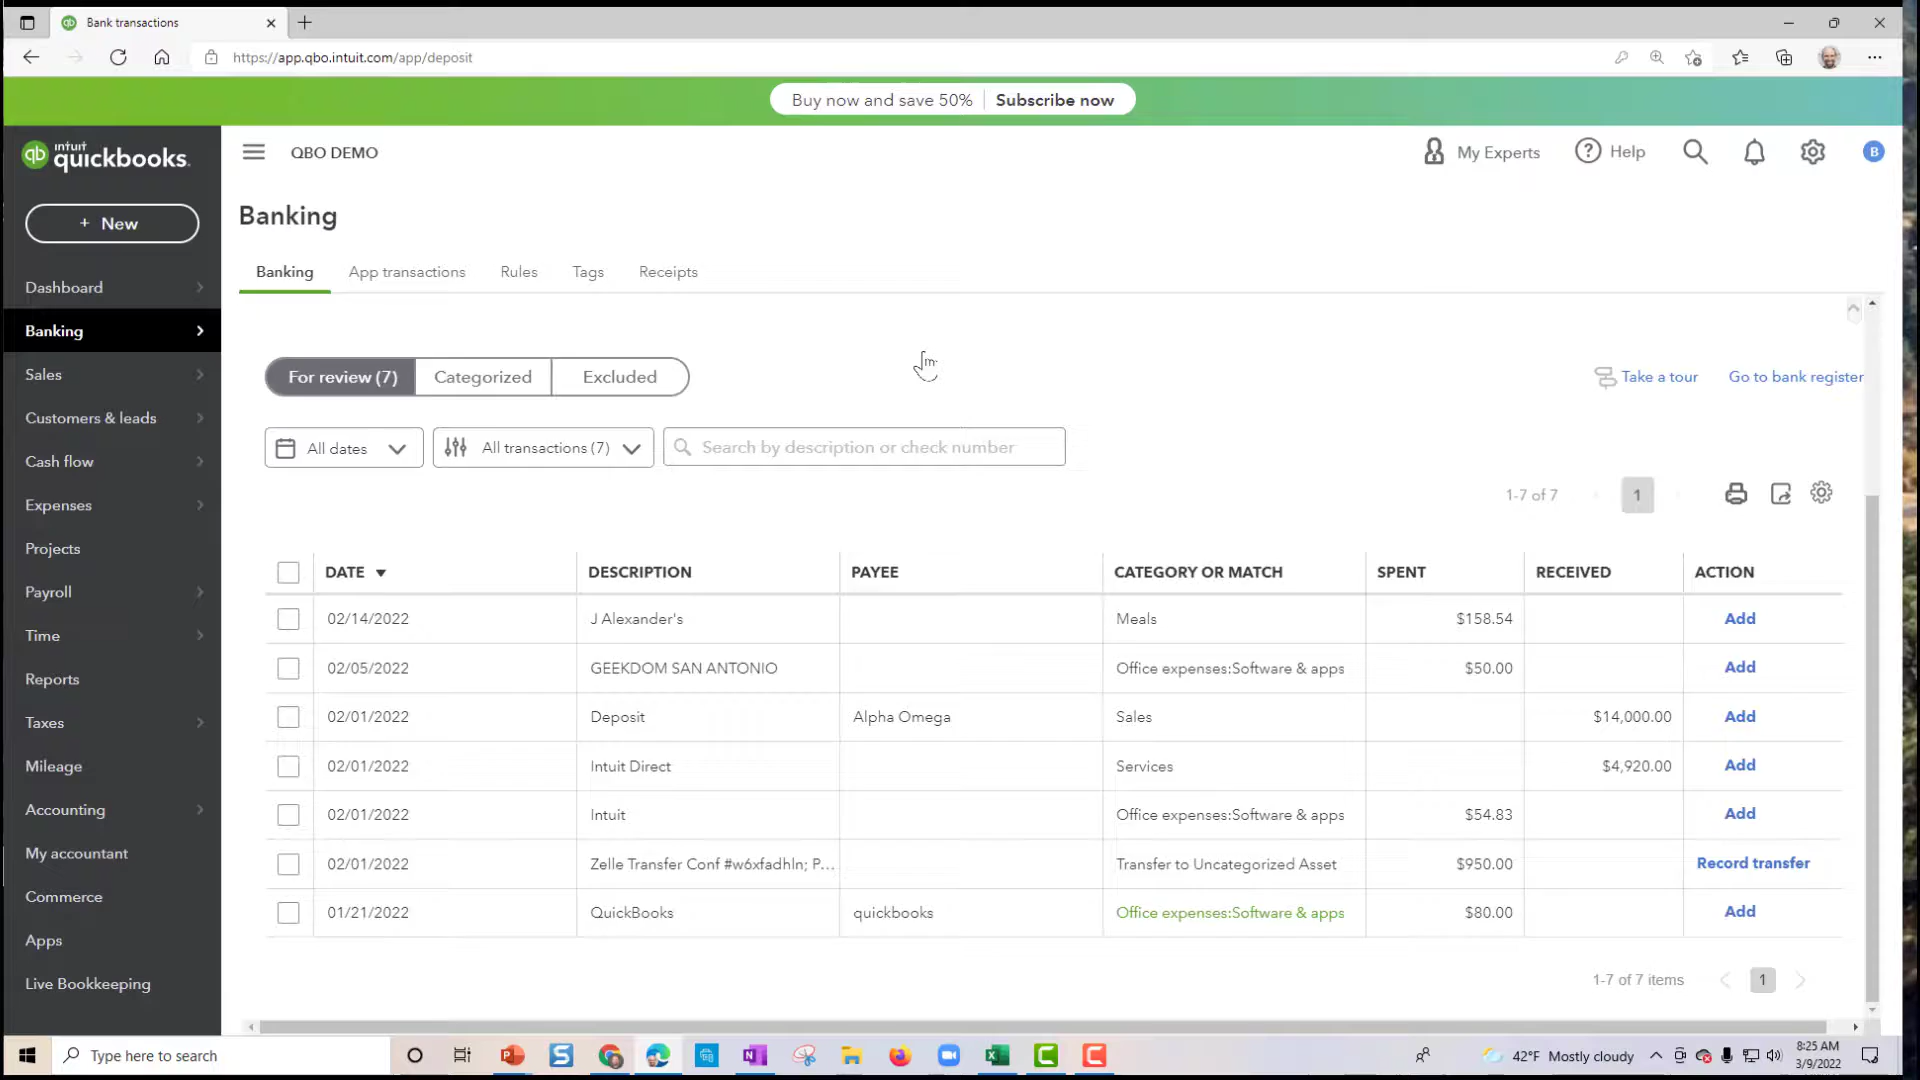 Bank transactions
https://app.qbo.intuit.com/app/deposit
Buy now and save 50% Subscribe now
intuit quickbooks.
QBO DEMO
My Experts
Help
B
+ New
Banking
Banking App transactions Rules Tags Receipts
Dashboard
Banking
Sales
Customers & leads
Cash flow
Expenses
Projects
Payroll
Time
Reports
Taxes
Mileage
Accounting
My accountant
Commerce
Apps
Live Bookkeeping
For review (7) Categorized Excluded
Take a tour Go to bank register
All dates All transactions (7) Search by description or check number
1-7 of 7 1
DATE DESCRIPTION PAYEE CATEGORY OR MATCH SPENT RECEIVED ACTION
02/14/2022 J Alexander's Meals $158.54 Add
02/05/2022 GEEKDOM SAN ANTONIO Office expenses:Software & apps $50.00 Add
02/01/2022 Deposit Alpha Omega Sales $14,000.00 Add
02/01/2022 Intuit Direct Services $4,920.00 Add
02/01/2022 Intuit Office expenses:Software & apps $54.83 Add
02/01/2022 Zelle Transfer Conf #w6xfadhln; P... Transfer to Uncategorized Asset $950.00 Record transfer
01/21/2022 QuickBooks quickbooks Office expenses:Software & apps $80.00 Add
1-7 of 7 items 1
Type here to search
42°F Mostly cloudy
8:25 AM
3/9/2022